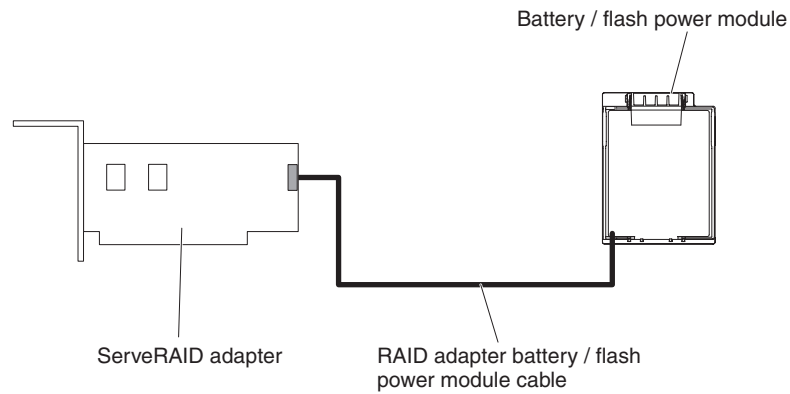 Battery / flash power module
ServeRAID adapter
RAID adapter battery / flash
power module cable